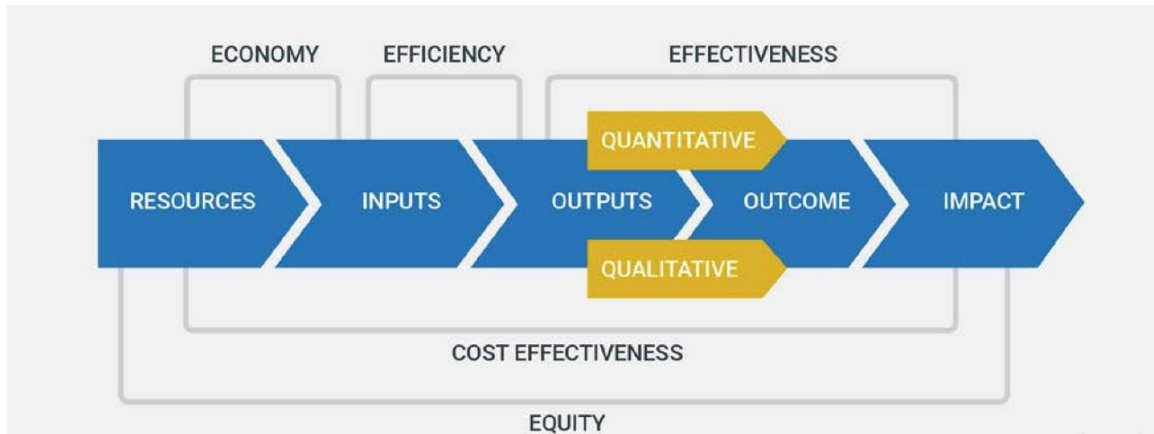 ECONOMY EFFICIENCY EFFECTIVENESS
QUANTITATIVE
RESOURCES INPUTS OUTPUTS OUTCOME IMPACT
QUALITATIVE
COST EFFECTIVENESS
EQUITY